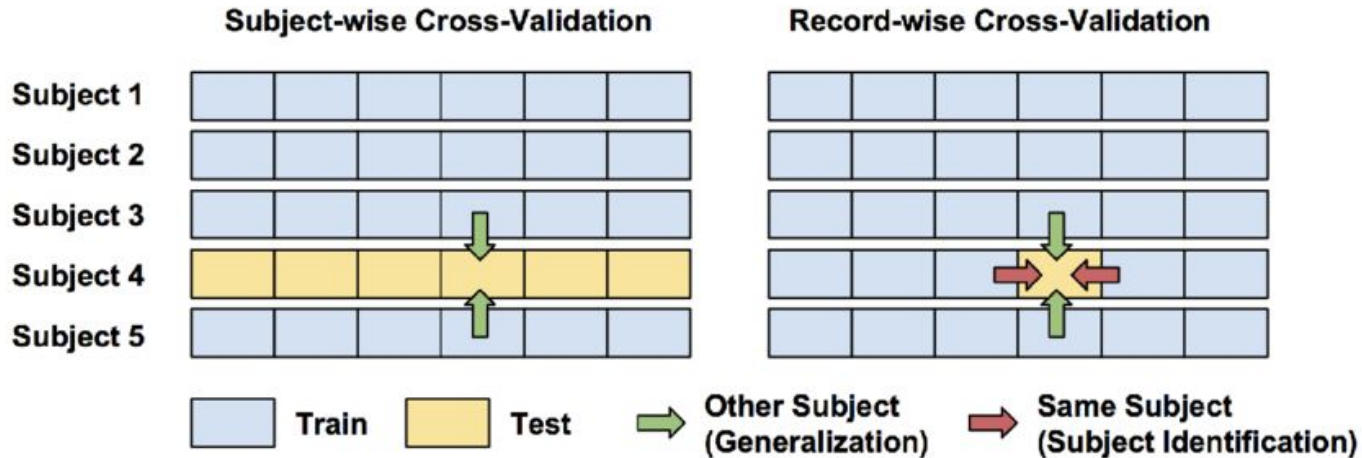 Subject-wise Cross-Validation
Record-wise Cross-Validation
Subject 1
Subject 2
Subject 3
Subject 4
Subject 5
Train
Test
Other Subject
(Generalization)
Same Subject
(Subject Identification)